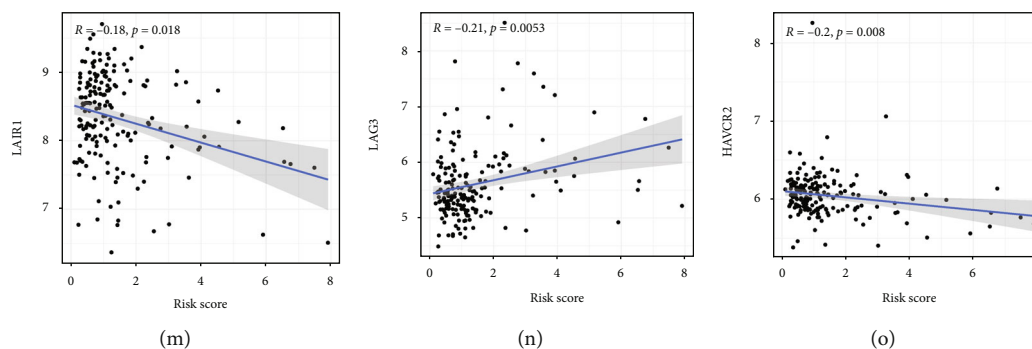 R = −0.18, p = 0.018
9
8
7
LAIR1
0 2 4 6 8
Risk score
(m)
R = −0.21, p = 0.0053
8
7
6
5
LAG3
0 2 4 6 8
Risk score
(n)
R = −0.2, p = 0.008
8
7
6
HAVCR2
0 2 4 6 8
Risk score
(o)